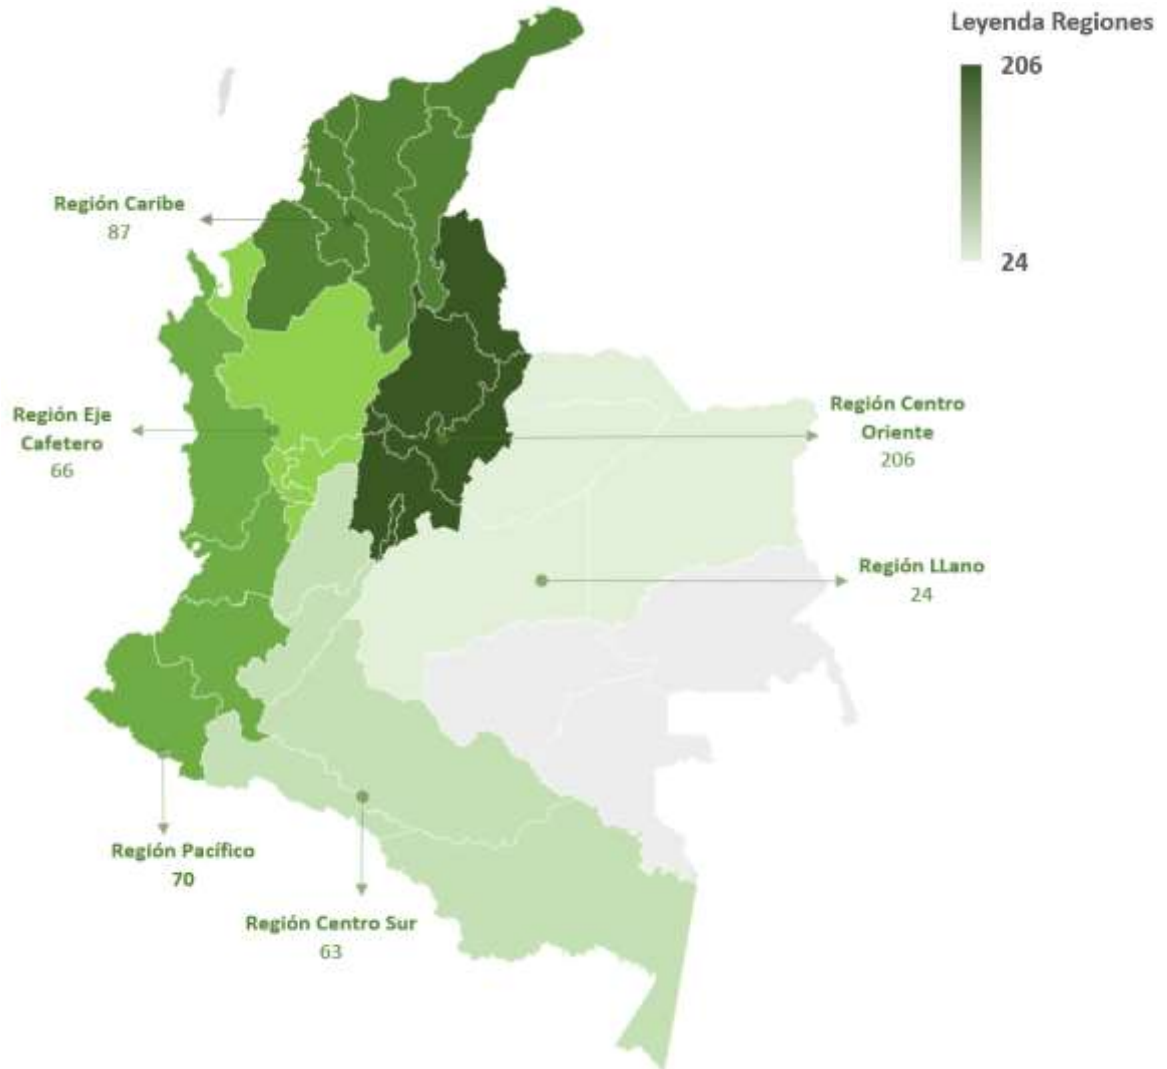 Leyenda Regiones
206
24
Región Caribe
87
Región Eje
Cafetero
66
Región Centro
Oriente
206
Región LLano
24
Región Pacífico
70
Región Centro Sur
63